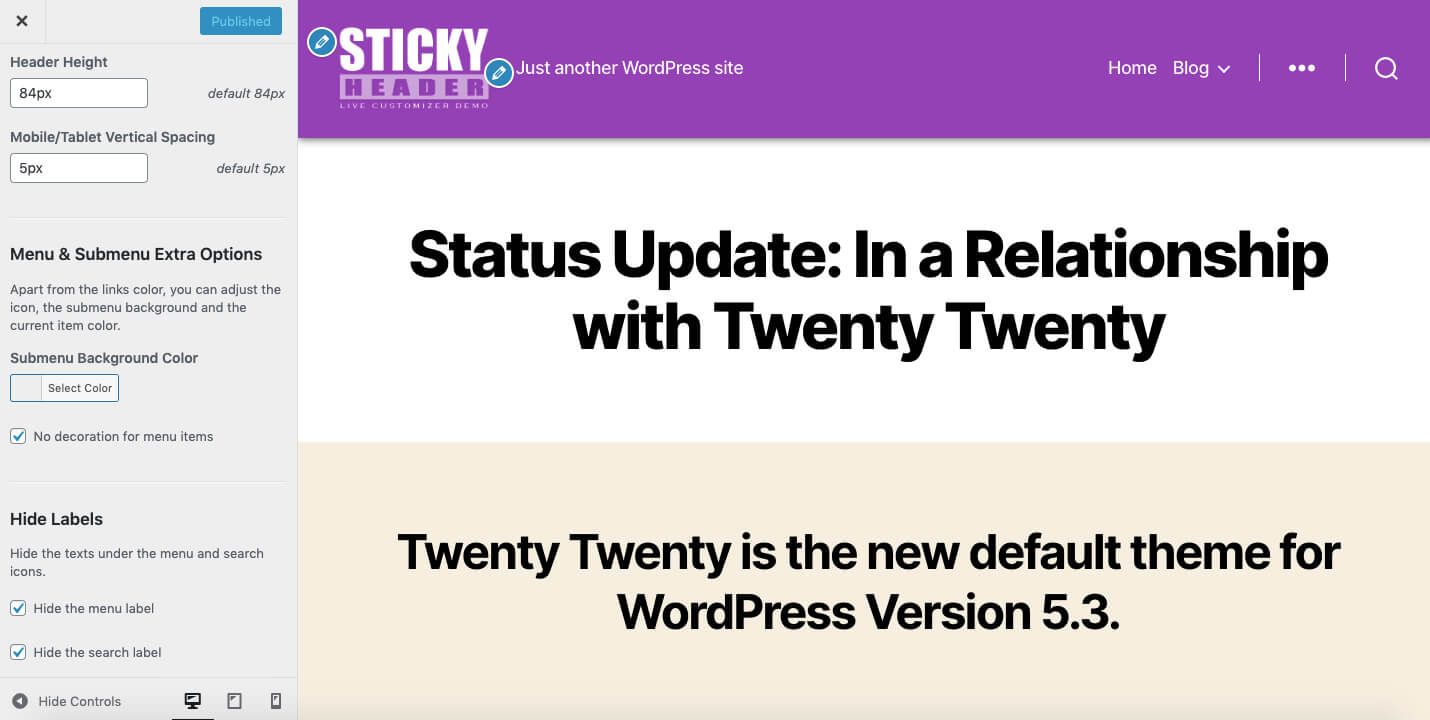 Published
Header Height
84px
default 84px
Mobile/Tablet Vertical Spacing
5px
default 5px
Menu & Submenu Extra Options
Apart from the links color, you can adjust the
icon, the submenu background and the
current item color.
Submenu Background Color
Select Color
No decoration for menu items
Hide Labels
Hide the texts under the menu and search
icons.
Hide the menu label
Hide the search label
Hide Controls
STICKY
HEADER
LIVE CUSTOMIZER DEMO
Just another WordPress site
Home
Blog
Status Update: In a Relationship
with Twenty Twenty
Twenty Twenty is the new default theme for
WordPress Version 5.3.